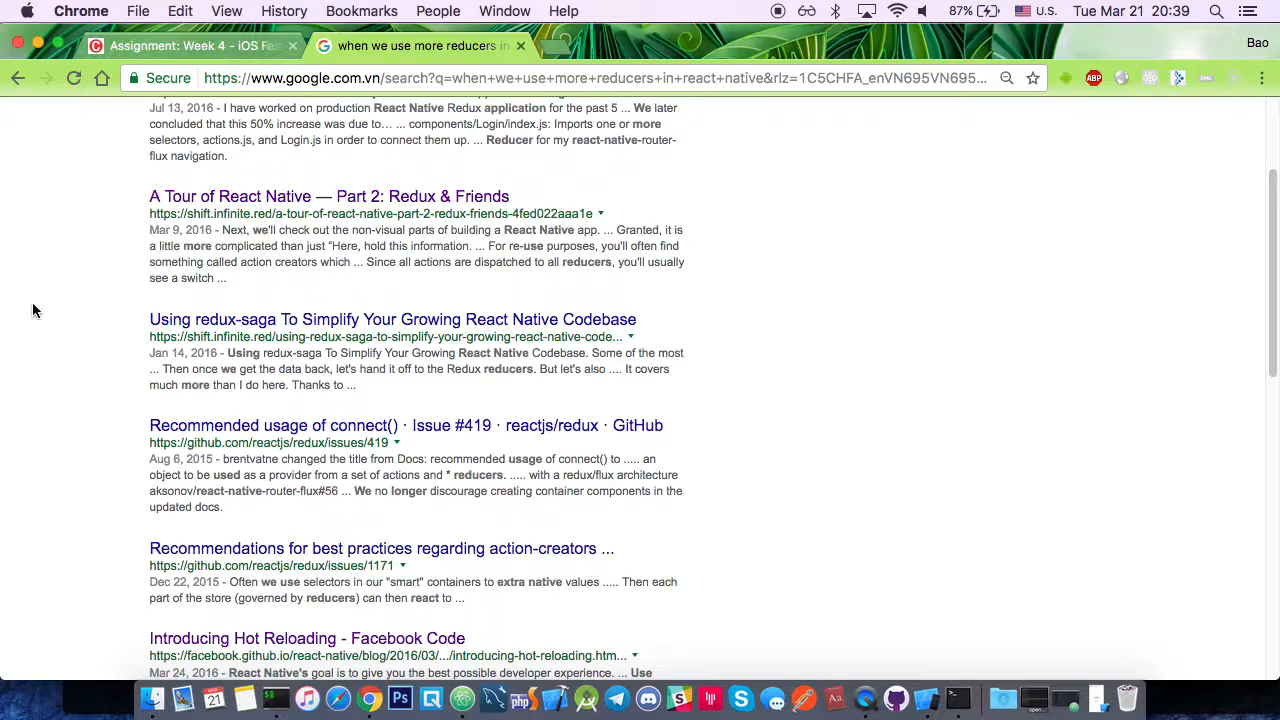 Chrome File Edit View History Bookmarks People Window Help 87% U.S. Tue Mar 21 20:39
Assignment: Week 4 - iOS Fas
when we use more reducers in
Bao
Secure https://www.google.com.vn/search?q=when+we+use+more+reducers+in+react+native&rlz=1C5CHFA_enVN695VN695...
Jul 13, 2016 - I have worked on production React Native Redux application for the past 5 ... We later
concluded that this 50% increase was due to… ... components/Login/index.js: Imports one or more
selectors, actions.js, and Login.js in order to connect them up. ... Reducer for my react-native-router-
flux navigation.
A Tour of React Native — Part 2: Redux & Friends
https://shift.infinite.red/a-tour-of-react-native-part-2-redux-friends-4fed022aaa1e
Mar 9, 2016 - Next, we'll check out the non-visual parts of building a React Native app. ... Granted, it is
a little more complicated than just “Here, hold this information. ... For re-use purposes, you'll often find
something called action creators which ... Since all actions are dispatched to all reducers, you'll usually
see a switch ...
Using redux-saga To Simplify Your Growing React Native Codebase
https://shift.infinite.red/using-redux-saga-to-simplify-your-growing-react-native-code...
Jan 14, 2016 - Using redux-saga To Simplify Your Growing React Native Codebase. Some of the most
... Then once we get the data back, let's hand it off to the Redux reducers. But let's also .... It covers
much more than I do here. Thanks to ...
Recommended usage of connect() · Issue #419 · reactjs/redux · GitHub
https://github.com/reactjs/redux/issues/419
Aug 6, 2015 - brentvatne changed the title from Docs: recommended usage of connect() to ..... an
object to be used as a provider from a set of actions and * reducers. ..... with a redux/flux architecture
aksonov/react-native-router-flux#56 ... We no longer discourage creating container components in the
updated docs.
Recommendations for best practices regarding action-creators ...
https://github.com/reactjs/redux/issues/1171
Dec 22, 2015 - Often we use selectors in our "smart" containers to extra native values ..... Then each
part of the store (governed by reducers) can then react to ...
Introducing Hot Reloading - Facebook Code
https://facebook.github.io/react-native/blog/2016/03/.../introducing-hot-reloading.htm...
Mar 24, 2016 - React Native's goal is to give you the best possible developer experience. ... Use